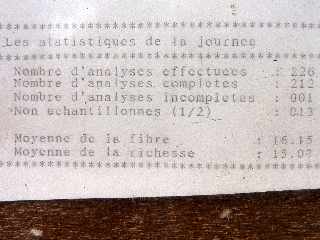 ************************************
Les statistiques de la journee
************************************
Nombre d'analyses effectuees : 226
Nombre d'analyses completes : 212
Nombre d'analyses incompletes : 001
Non echantillonnes (1/2) : 013
Moyenne de la fibre : 16.15
Moyenne de la richesse : 15.02
************************************